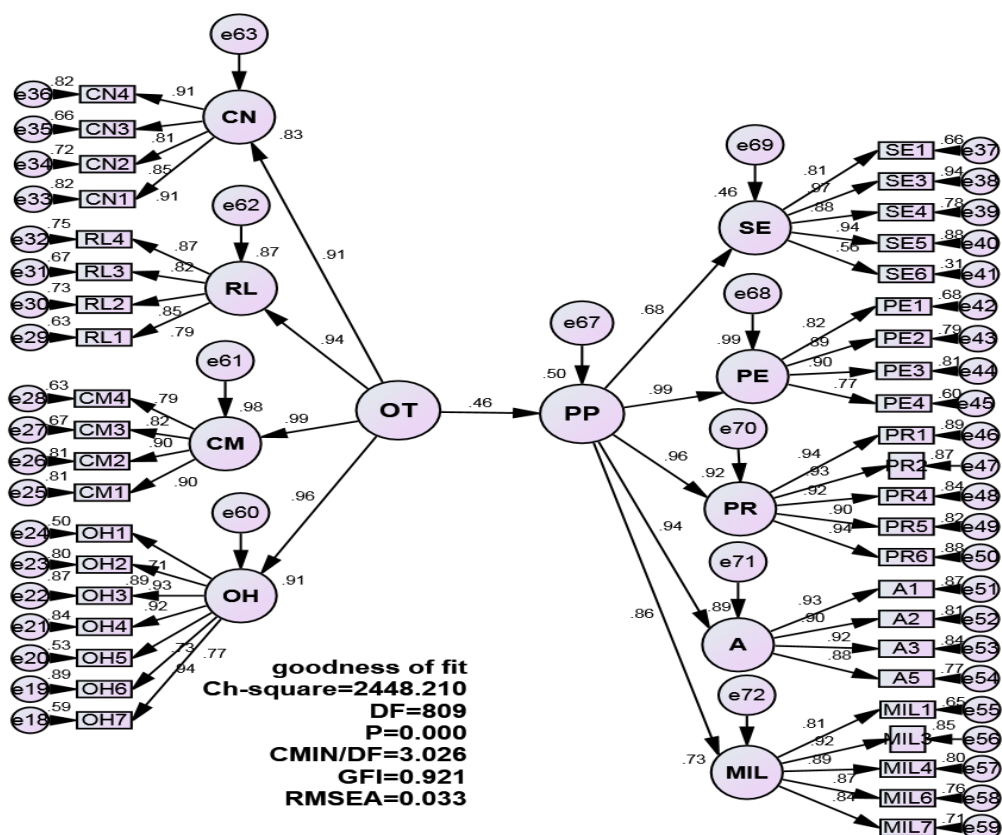 e63
e36
.82
CN4
.91
CN
.83
e35
.66
CN3
.81
e34
.72
CN2
.85
e33
.82
CN1
.91
e62
e32
.75
RL4
.87
RL
.87
e31
.67
RL3
.82
e30
.73
RL2
.85
e29
.63
RL1
.79
e61
e28
.63
CM4
.79
CM
.98
e27
.67
CM3
.82
e26
.81
CM2
.90
e25
.81
CM1
.90
e60
e24
.50
OH1
.71
OH
.91
e23
.80
OH2
.89
e22
.87
OH3
.93
e21
.84
OH4
.92
e20
.53
OH5
.73
e19
.89
OH6
.94
e18
.59
OH7
.77
.91
.94
.99
.96
OT
.46
e67
.50
PP
.68
.99
.96
.94
.86
e69
.46
SE
.81
SE1
.66
e37
.97
SE3
.94
e38
.88
SE4
.78
e39
.94
SE5
.88
e40
.56
SE6
.31
e41
e68
.99
PE
.82
PE1
.68
e42
.89
PE2
.79
e43
.90
PE3
.81
e44
.77
PE4
.60
e45
e70
.92
PR
.94
PR1
.89
e46
.93
PR2
.87
e47
.92
PR4
.84
e48
.90
PR5
.82
e49
.94
PR6
.88
e50
e71
.89
A
.93
A1
.87
e51
.90
A2
.81
e52
.92
A3
.84
e53
.88
A5
.77
e54
e72
.73
MIL
.81
MIL1
.65
e55
.92
MIL3
.85
e56
.89
MIL4
.80
e57
.87
MIL6
.76
e58
.84
MIL7
.71
e59
goodness of fit
Ch-square=2448.210
DF=809
P=0.000
CMIN/DF=3.026
GFI=0.921
RMSEA=0.033